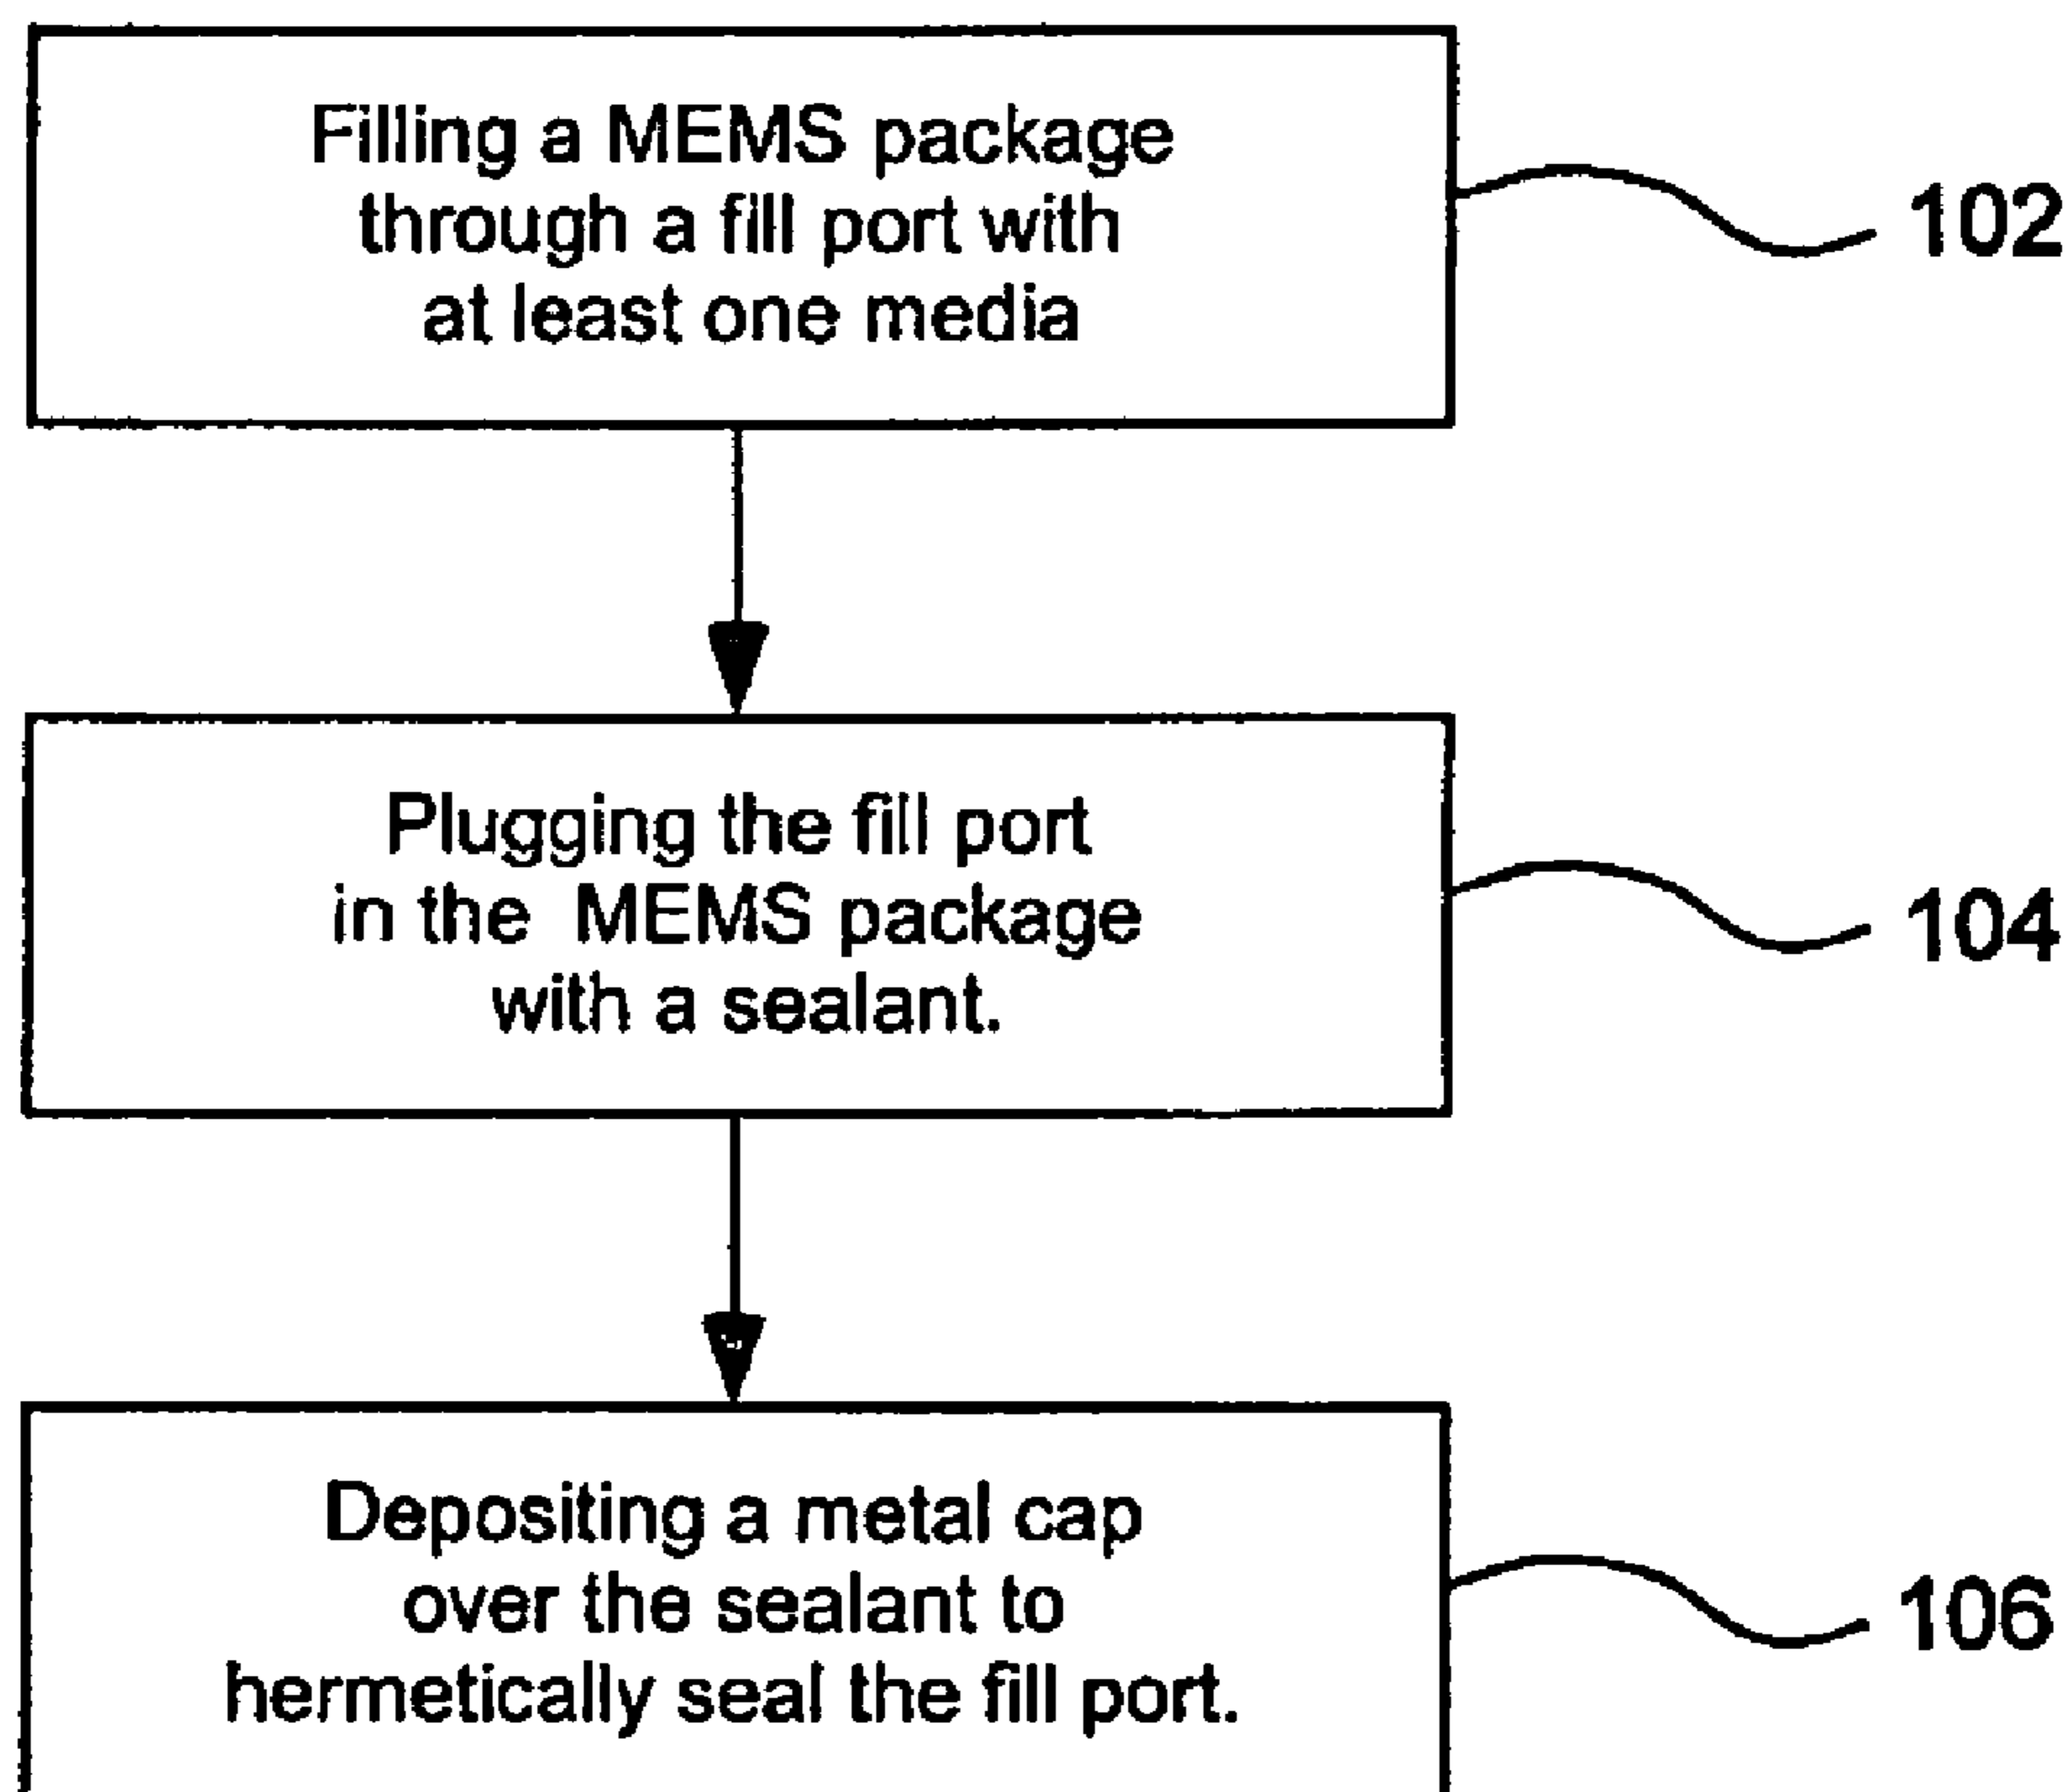 Filling a MEMS package
through a fill port with
at least one media
102
Plugging the fill port
in the MEMS package
with a sealant.
104
Depositing a metal cap
over the sealant to
hermetically seal the fill port.
106